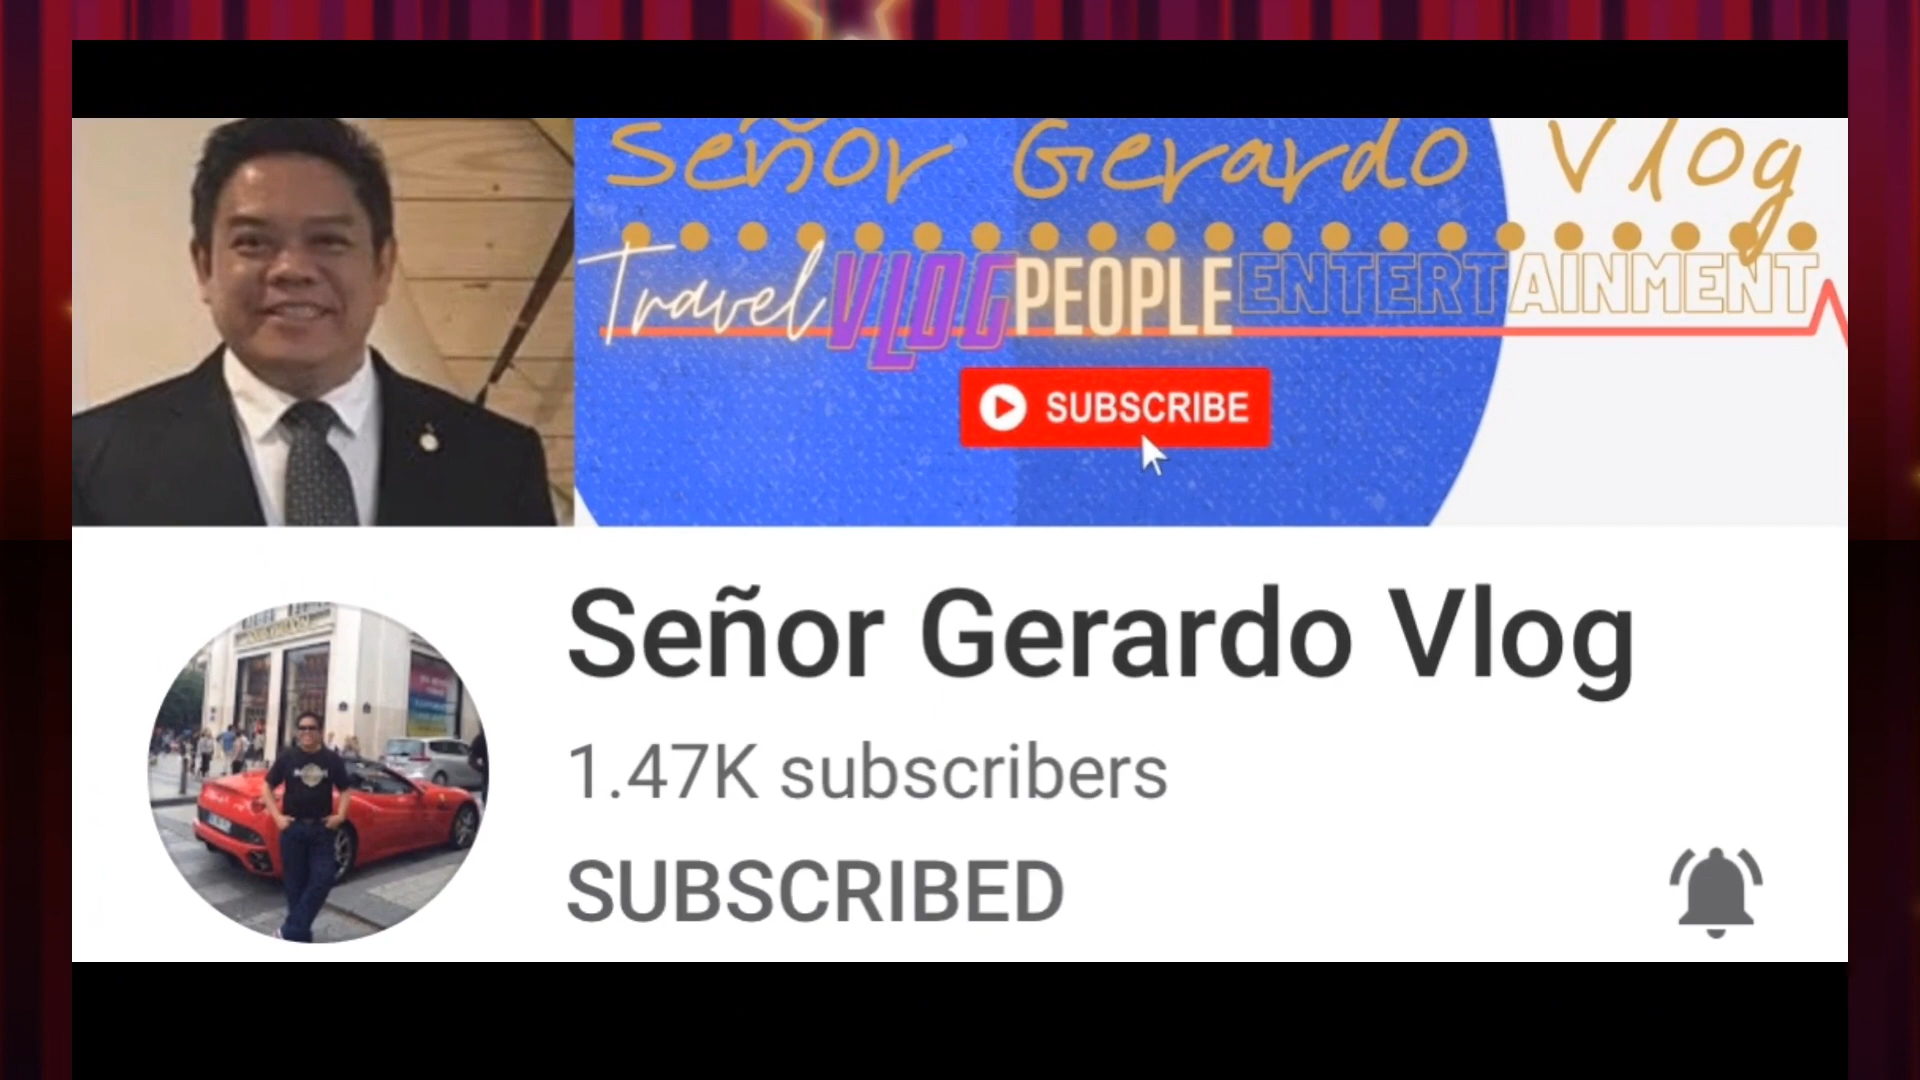 Señor Gerardo Vlog
Travel VLOG PEOPLE ENTERTAINMENT
SUBSCRIBE
Señor Gerardo Vlog
1.47K subscribers
SUBSCRIBED